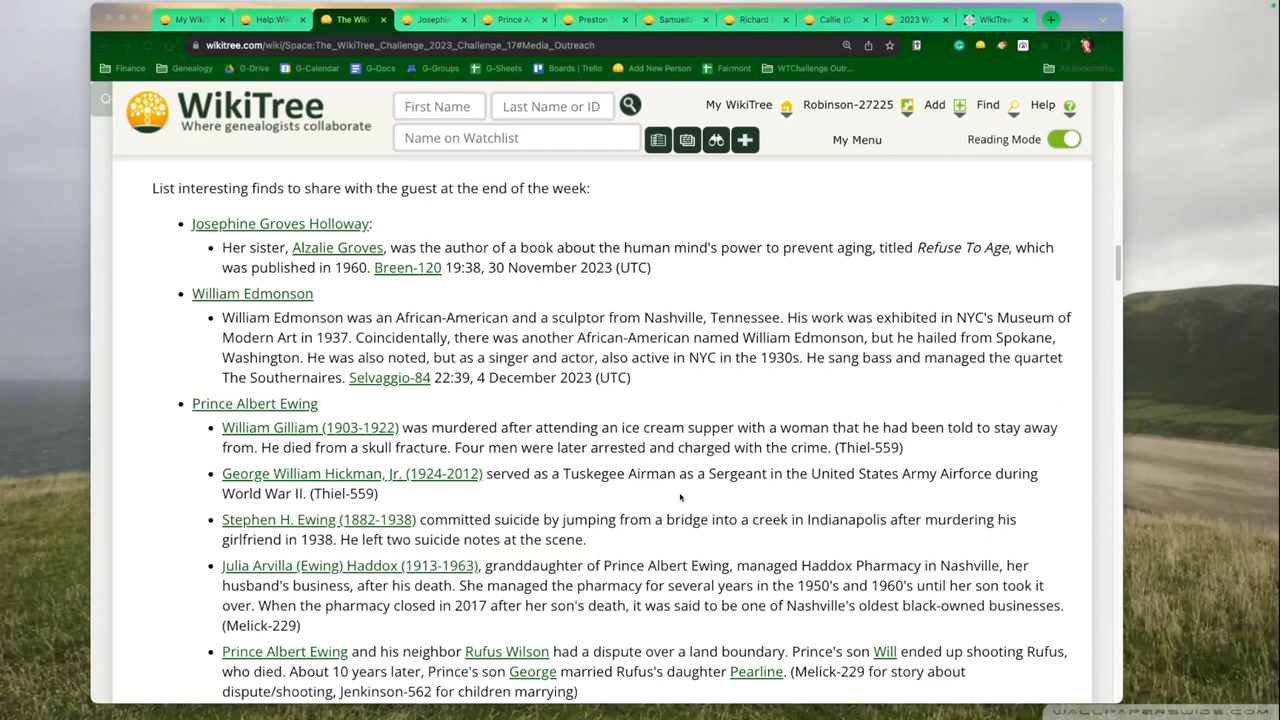 My WikiT
Help:Wik
The Wiki
Josephin
Prince Al
Preston
Samuella
Richard
Callie (G
2023 Wi
WikiTree
wikitree.com/wiki/Space:The_WikiTree_Challenge_2023_Challenge_17#Media_Outreach
Finance
Genealogy
G-Drive
G-Calendar
G-Docs
G-Groups
G-Sheets
Boards | Trello
Add New Person
Fairmont
WTChallenge Outr...
All Bookmarks
WikiTree
Where genealogists collaborate
First Name
Last Name or ID
My WikiTree
Robinson-27225
Add
Find
Help
Name on Watchlist
My Menu
Reading Mode
List interesting finds to share with the guest at the end of the week:
• Josephine Groves Holloway:
• Her sister, Alzalie Groves, was the author of a book about the human mind's power to prevent aging, titled Refuse To Age, which
was published in 1960. Breen-120 19:38, 30 November 2023 (UTC)
• William Edmonson
• William Edmonson was an African-American and a sculptor from Nashville, Tennessee. His work was exhibited in NYC's Museum of
Modern Art in 1937. Coincidentally, there was another African-American named William Edmonson, but he hailed from Spokane,
Washington. He was also noted, but as a singer and actor, also active in NYC in the 1930s. He sang bass and managed the quartet
The Southernaires. Selvaggio-84 22:39, 4 December 2023 (UTC)
• Prince Albert Ewing
• William Gilliam (1903-1922) was murdered after attending an ice cream supper with a woman that he had been told to stay away
from. He died from a skull fracture. Four men were later arrested and charged with the crime. (Thiel-559)
• George William Hickman, Jr. (1924-2012) served as a Tuskegee Airman as a Sergeant in the United States Army Airforce during
World War II. (Thiel-559)
• Stephen H. Ewing (1882-1938) committed suicide by jumping from a bridge into a creek in Indianapolis after murdering his
girlfriend in 1938. He left two suicide notes at the scene.
• Julia Arvilla (Ewing) Haddox (1913-1963), granddaughter of Prince Albert Ewing, managed Haddox Pharmacy in Nashville, her
husband's business, after his death. She managed the pharmacy for several years in the 1950's and 1960's until her son took it
over. When the pharmacy closed in 2017 after her son's death, it was said to be one of Nashville's oldest black-owned businesses.
(Melick-229)
• Prince Albert Ewing and his neighbor Rufus Wilson had a dispute over a land boundary. Prince's son Will ended up shooting Rufus,
who died. About 10 years later, Prince's son George married Rufus's daughter Pearline. (Melick-229 for story about
dispute/shooting, Jenkinson-562 for children marrying)
WALLPAPERSWIDE.COM